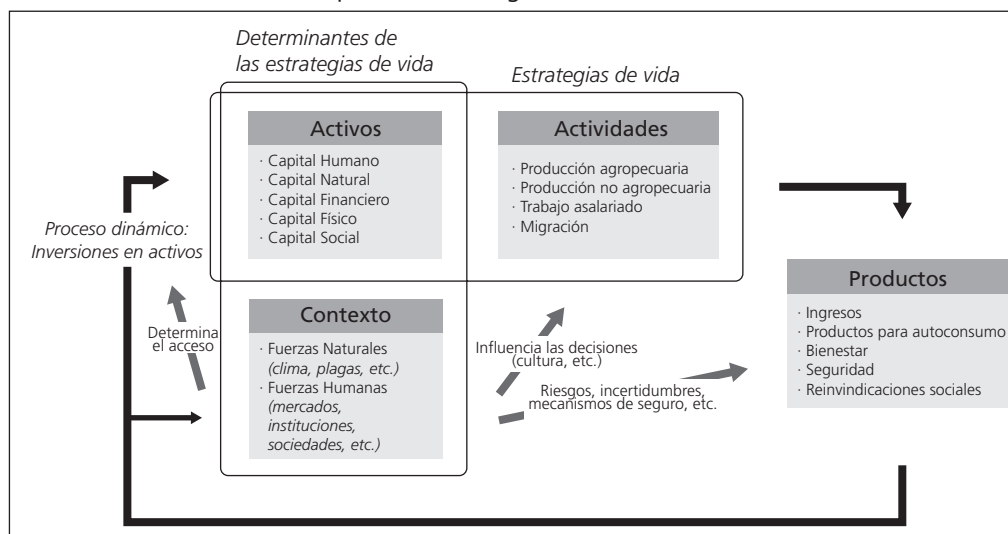 Determinantes de
las estrategias de vida
Estrategias de vida
Activos
· Capital Humano
· Capital Natural
· Capital Financiero
· Capital Físico
· Capital Social
Actividades
· Producción agropecuaria
· Producción no agropecuaria
· Trabajo asalariado
· Migración
Proceso dinámico:
Inversiones en activos
Determina
el acceso
Contexto
· Fuerzas Naturales
(clima, plagas, etc.)
· Fuerzas Humanas
(mercados,
instituciones,
sociedades, etc.)
Influencia las decisiones
(cultura, etc.)
Riesgos, incertidumbres,
mecanismos de seguro, etc.
Productos
· Ingresos
· Productos para autoconsumo
· Bienestar
· Seguridad
· Reinvindicaciones sociales